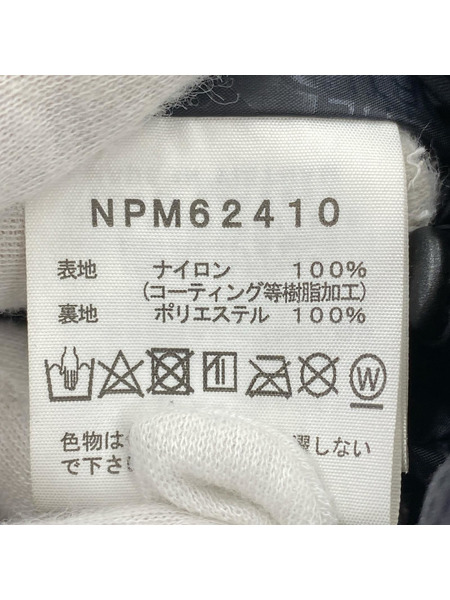 NPM62410
表地 ナイロン 100%
(コーティング等樹脂加工)
裏地 ポリエステル 100%
W
色物は 濯しない
で下さ